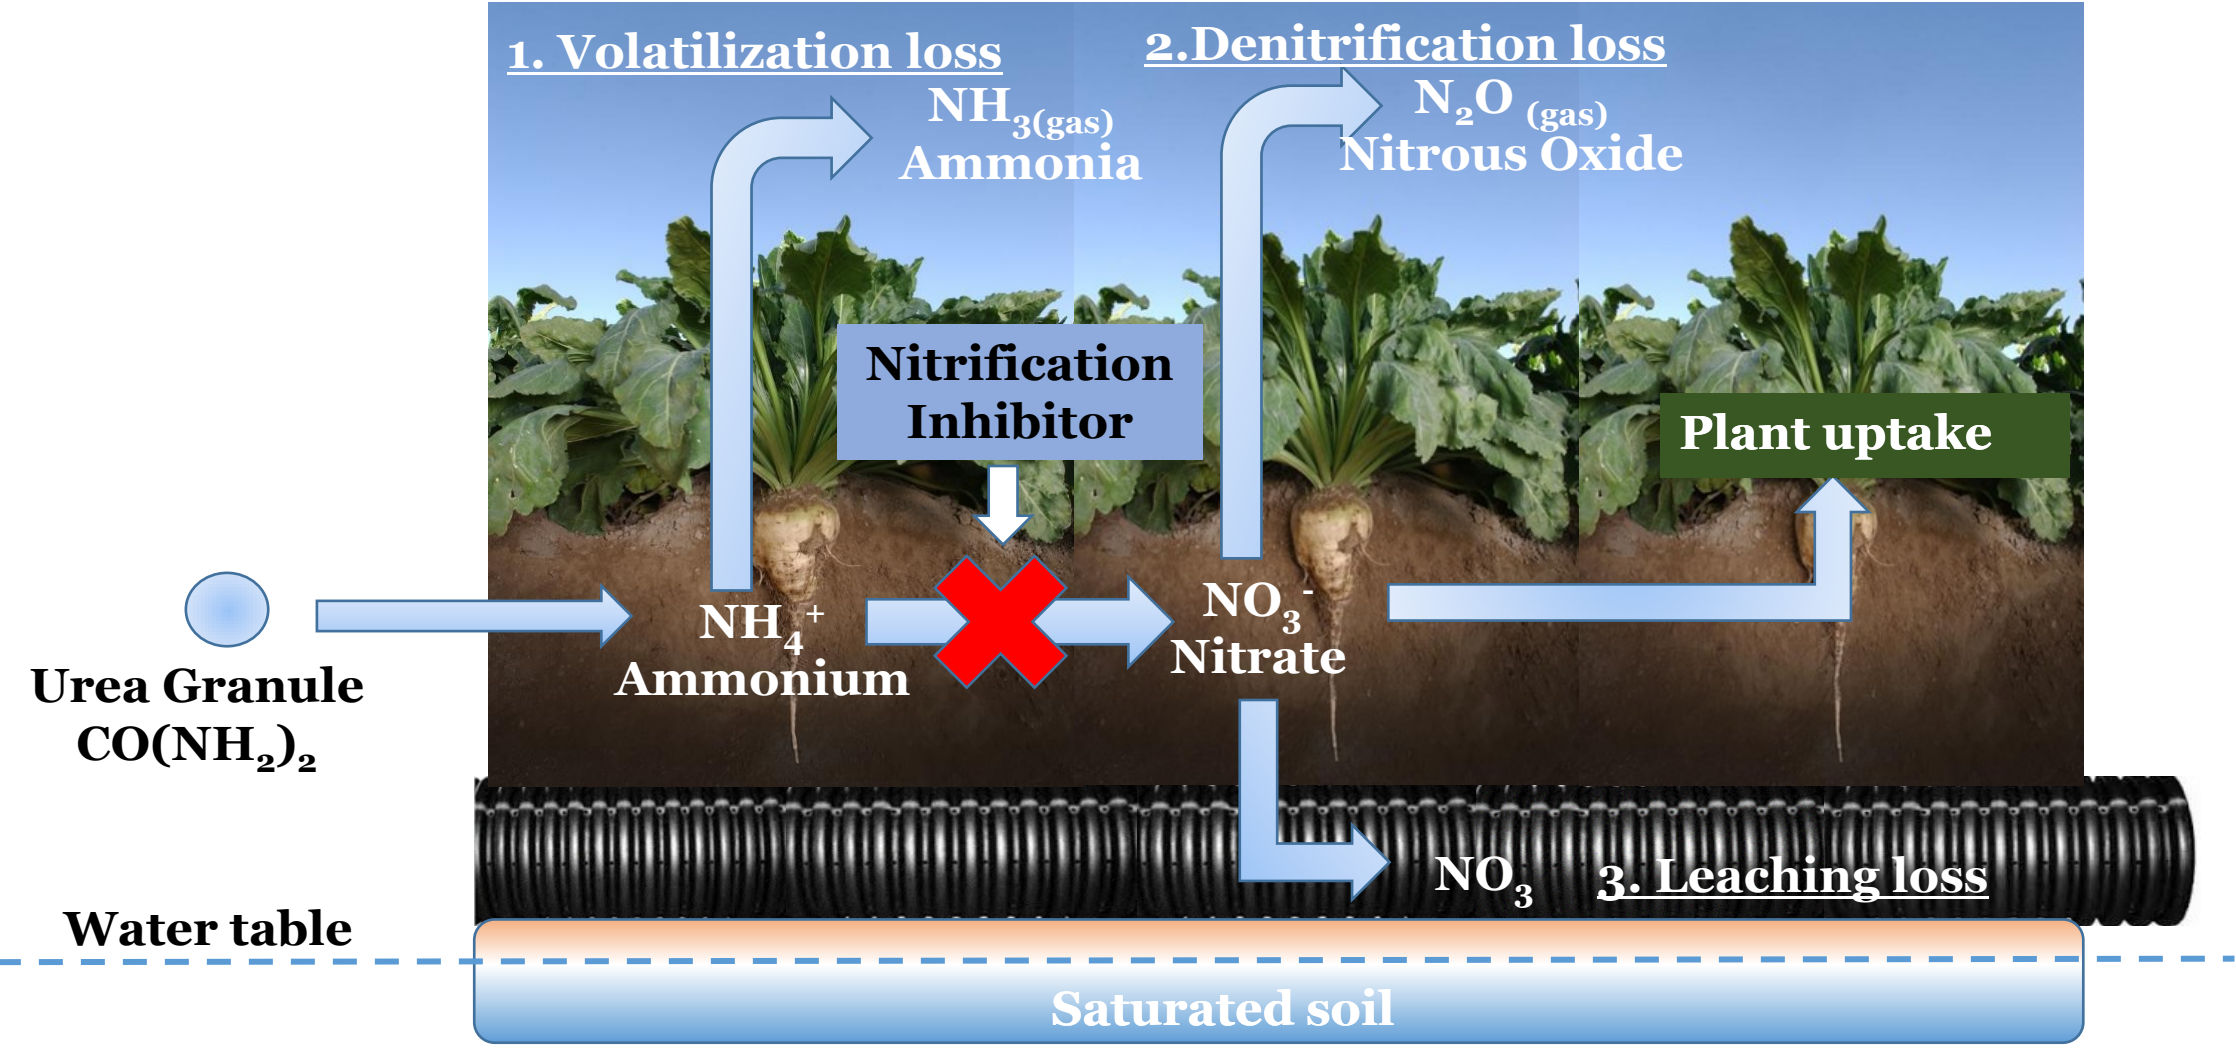 1. Volatilization loss
NH₃(gas)
Ammonia
2.Denitrification loss
N₂O (gas)
Nitrous Oxide
Nitrification
Inhibitor
Plant uptake
Urea Granule
CO(NH₂)₂
NH₄⁺
Ammonium
NO₃⁻
Nitrate
NO₃
3. Leaching loss
Water table
Saturated soil